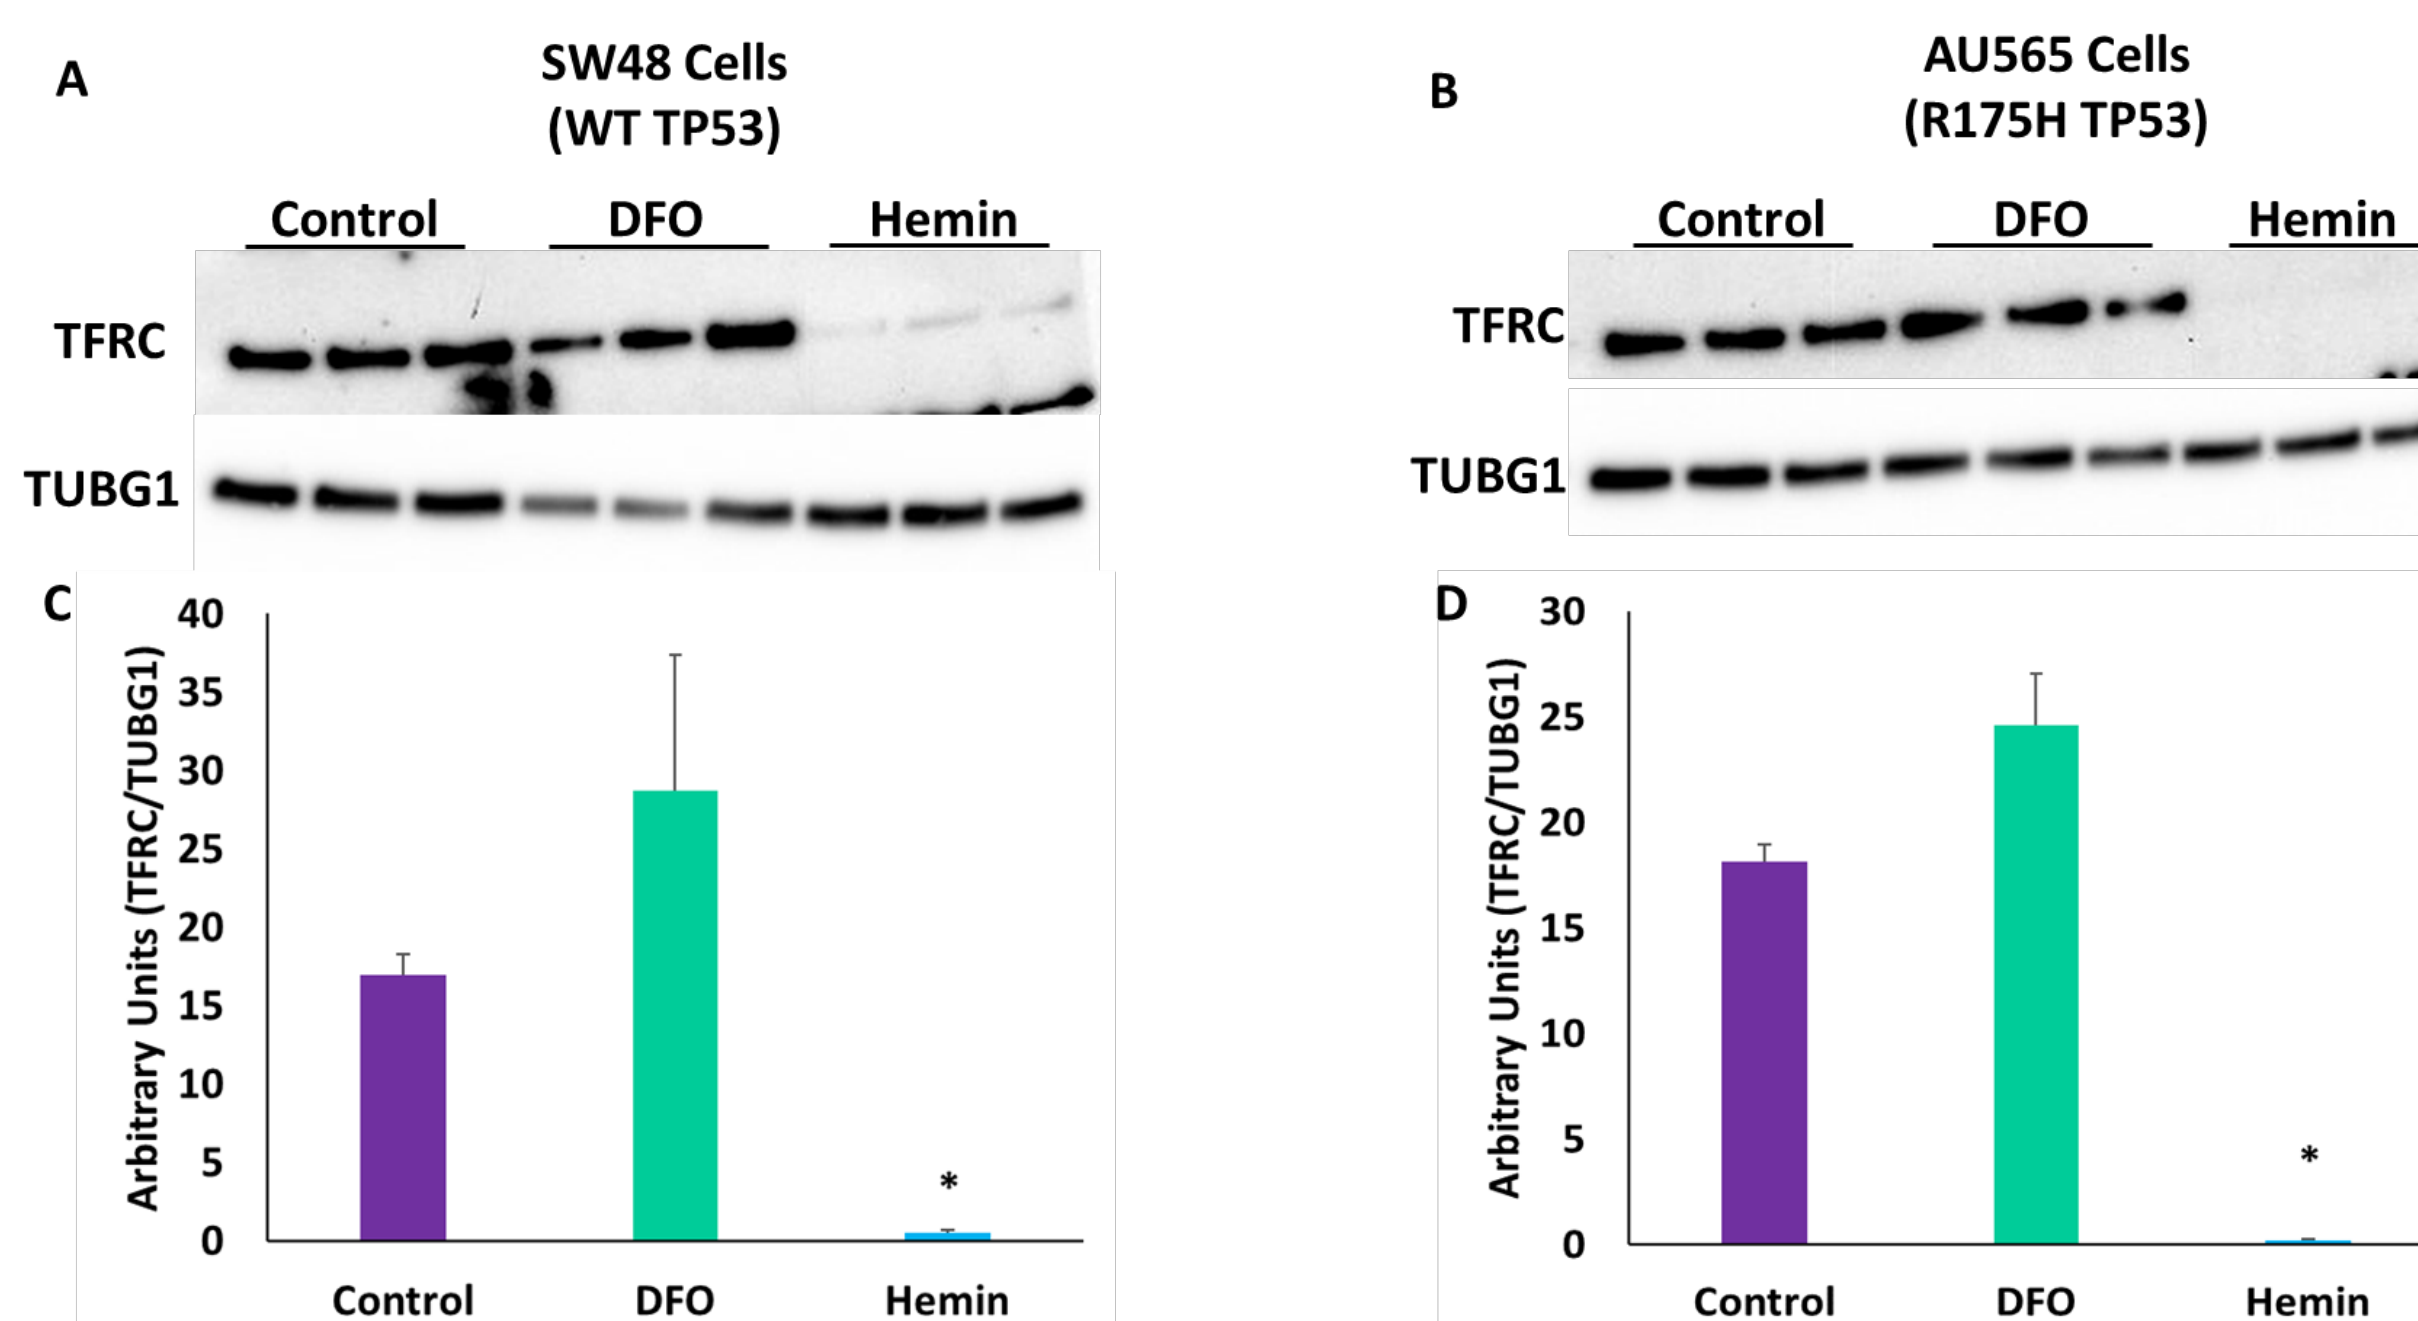 A
SW48 Cells
(WT TP53)
Control DFO Hemin
TFRC
TUBG1
B
AU565 Cells
(R175H TP53)
Control DFO Hemin
TFRC
TUBG1
C
Arbitrary Units (TFRC/TUBG1)
40
35
30
25
20
15
10
5
0
*
Control DFO Hemin
D
Arbitrary Units (TFRC/TUBG1)
30
25
20
15
10
5
0
*
Control DFO Hemin